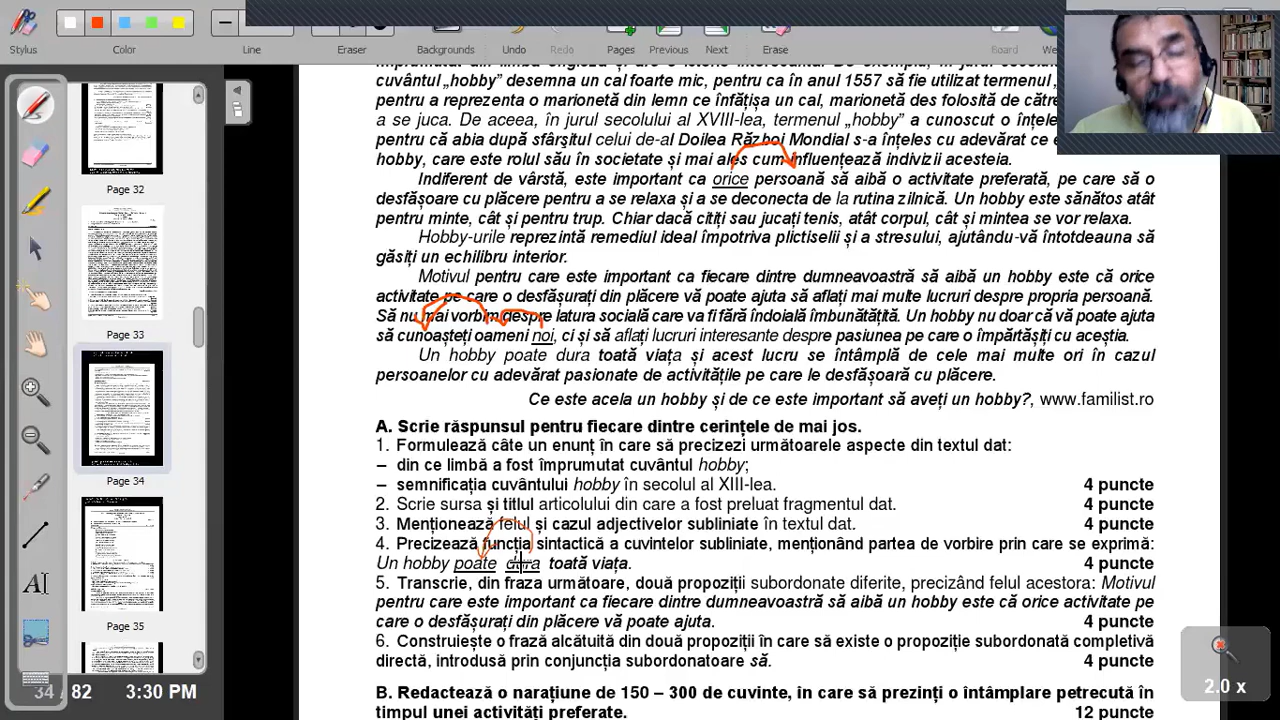 Stylus
Color
Line
Eraser
Backgrounds
Undo
Redo
Pages
Previous
Next
Erase
Board
cuvântul „hobby” desemna un cal foarte mic, pentru ca în anul 1557 să fie utilizat termenul
pentru a reprezenta o marionetă din lemn ce înfățișa un cal, marionetă des folosită de către
a se juca. De aceea, în jurul secolului al XVIII-lea, termenul „hobby” a cunoscut o
pentru că abia după sfârșitul celui de-al Doilea Război Mondial s-a înțeles cu adevărat ce
hobby, care este rolul său în societate și mai ales cum influențează indivizii acesteia.
Indiferent de vârstă, este important ca orice persoană să aibă o activitate preferată, pe care să o
desfășoare cu plăcere pentru a se relaxa și a se deconecta de la rutina zilnică. Un hobby este sănătos atât
pentru minte, cât și pentru trup. Chiar dacă citiți sau jucați tenis, atât corpul, cât și mintea se vor relaxa.
Hobby-urile reprezintă remediul ideal împotriva plictiselii și a stresului, ajutându-vă întotdeauna să
găsiți un echilibru interior.
Motivul pentru care este important ca fiecare dintre dumneavoastră să aibă un hobby este că orice
activitate pe care o desfășurați din plăcere vă poate ajuta să aflați mai multe lucruri despre propria persoană.
Să nu mai vorbim despre latura socială care va fi fără îndoială îmbunătățită. Un hobby nu doar că vă poate ajuta
să cunoașteți oameni noi, ci și să aflați lucruri interesante despre pasiunea pe care o împărtășiți cu aceștia.
Un hobby poate dura toată viața și acest lucru se întâmplă de cele mai multe ori în cazul
persoanelor cu adevărat pasionate de activitățile pe care le desfășoară cu plăcere.
Ce este acela un hobby și de ce este important să aveți un hobby?, www.familist.ro
A. Scrie răspunsul pentru fiecare dintre cerințele de mai jos.
1. Formulează câte un enunț în care să precizezi următoarele aspecte din textul dat:
– din ce limbă a fost împrumutat cuvântul hobby;
– semnificația cuvântului hobby în secolul al XIII-lea. 4 puncte
2. Scrie sursa și titlul articolului din care a fost preluat fragmentul dat. 4 puncte
3. Menționează felul și cazul adjectivelor subliniate în textul dat. 4 puncte
4. Precizează funcția sintactică a cuvintelor subliniate, menționând partea de vorbire prin care se exprimă:
Un hobby poate dura toată viața. 4 puncte
5. Transcrie, din fraza următoare, două propoziții subordonate diferite, precizând felul acestora: Motivul
pentru care este important ca fiecare dintre dumneavoastră să aibă un hobby este că orice activitate pe
care o desfășurați din plăcere vă poate ajuta. 4 puncte
6. Construiește o frază alcătuită din două propoziții în care să existe o propoziție subordonată completivă
directă, introdusă prin conjuncția subordonatoare să. 4 puncte
B. Redactează o narațiune de 150 – 300 de cuvinte, în care să prezinți o întâmplare petrecută în
timpul unei activități preferate. 12 puncte
Page 32
Page 33
Page 34
Page 35
34 / 82 3:30 PM
2.0 x